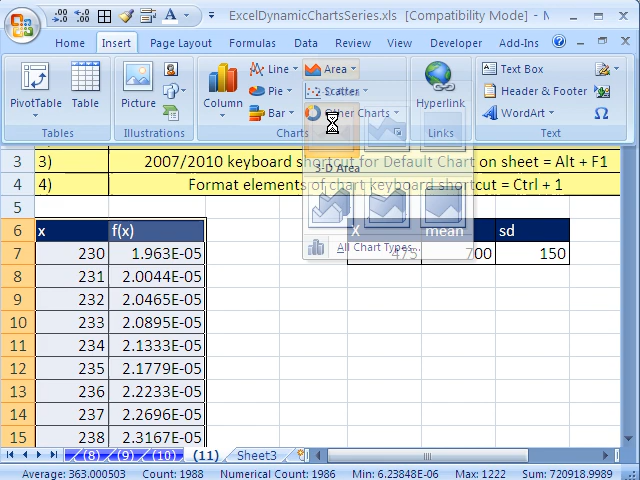 ExcelDynamicChartsSeries.xls [Compatibility Mode] - M...
Home Insert Page Layout Formulas Data Review View Developer Add-Ins
PivotTable Table Picture Column Line Area Pie Scatter Bar Other Charts Hyperlink Text Box Header & Footer WordArt
Tables Illustrations Charts Links Text
3) 2007/2010 keyboard shortcut for Default Chart on sheet = Alt + F1
3-D Area
4) Format elements of chart keyboard shortcut = Ctrl + 1
All Chart Types...
3
4
5
6 x f(x) X mean sd
7 230 1.963E-05 475 700 150
8 231 2.0044E-05
9 232 2.0465E-05
10 233 2.0895E-05
11 234 2.1333E-05
12 235 2.1779E-05
13 236 2.2233E-05
14 237 2.2696E-05
15 238 2.3167E-05
(8) (9) (10) (11) Sheet3
Average: 363.000503 Count: 1988 Numerical Count: 1986 Min: 6.23848E-06 Max: 1222 Sum: 720918.9989